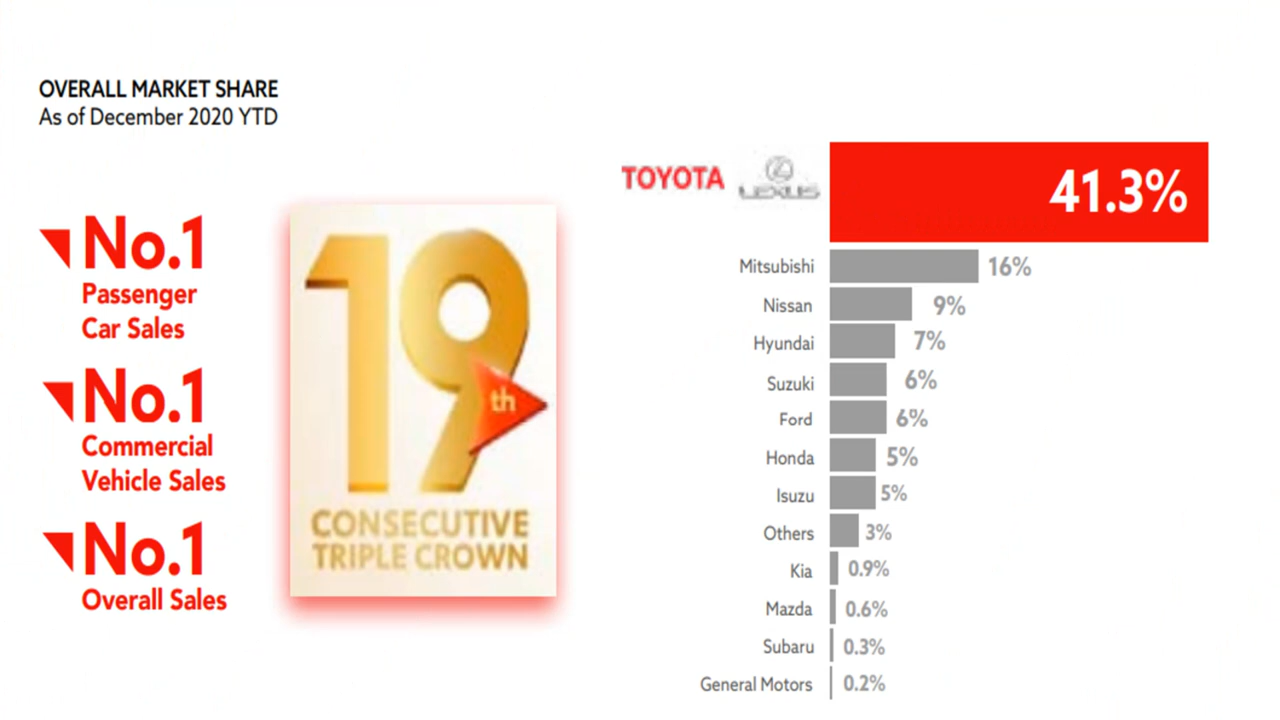 OVERALL MARKET SHARE
As of December 2020 YTD
No.1
Passenger
Car Sales
No.1
Commercial
Vehicle Sales
No.1
Overall Sales
19th
CONSECUTIVE
TRIPLE CROWN
TOYOTA LEXUS 41.3%
Mitsubishi 16%
Nissan 9%
Hyundai 7%
Suzuki 6%
Ford 6%
Honda 5%
Isuzu 5%
Others 3%
Kia 0.9%
Mazda 0.6%
Subaru 0.3%
General Motors 0.2%